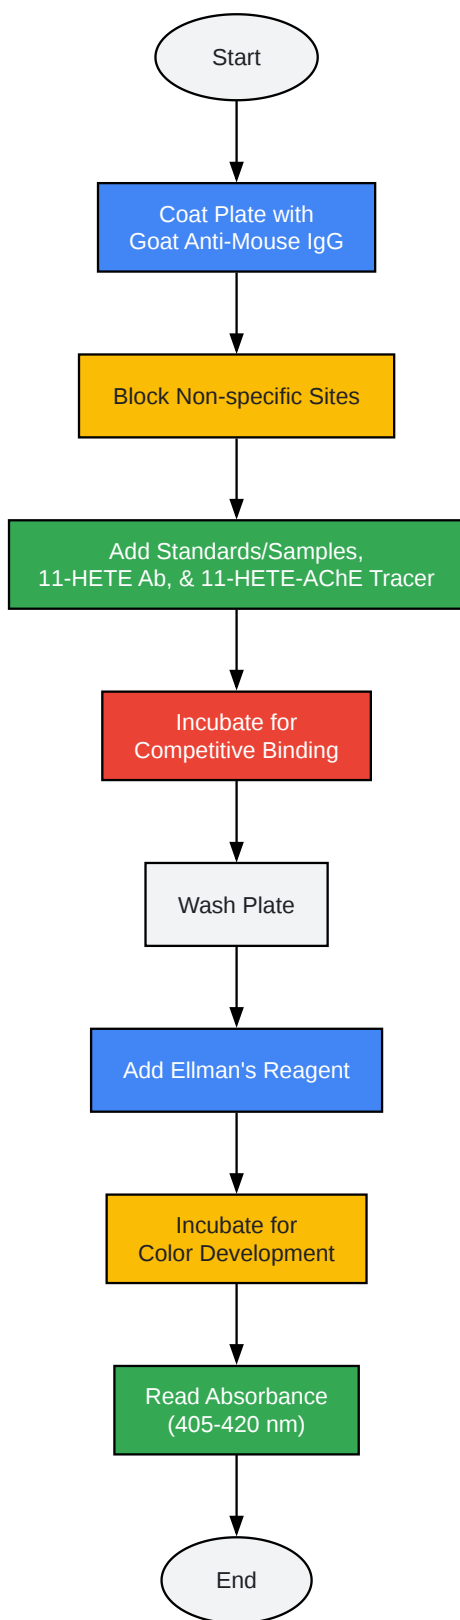 Start
Coat Plate with
Goat Anti-Mouse IgG
Block Non-specific Sites
Add Standards/Samples,
11-HETE Ab, & 11-HETE-AChE Tracer
Incubate for
Competitive Binding
Wash Plate
Add Ellman's Reagent
Incubate for
Color Development
Read Absorbance
(405-420 nm)
End